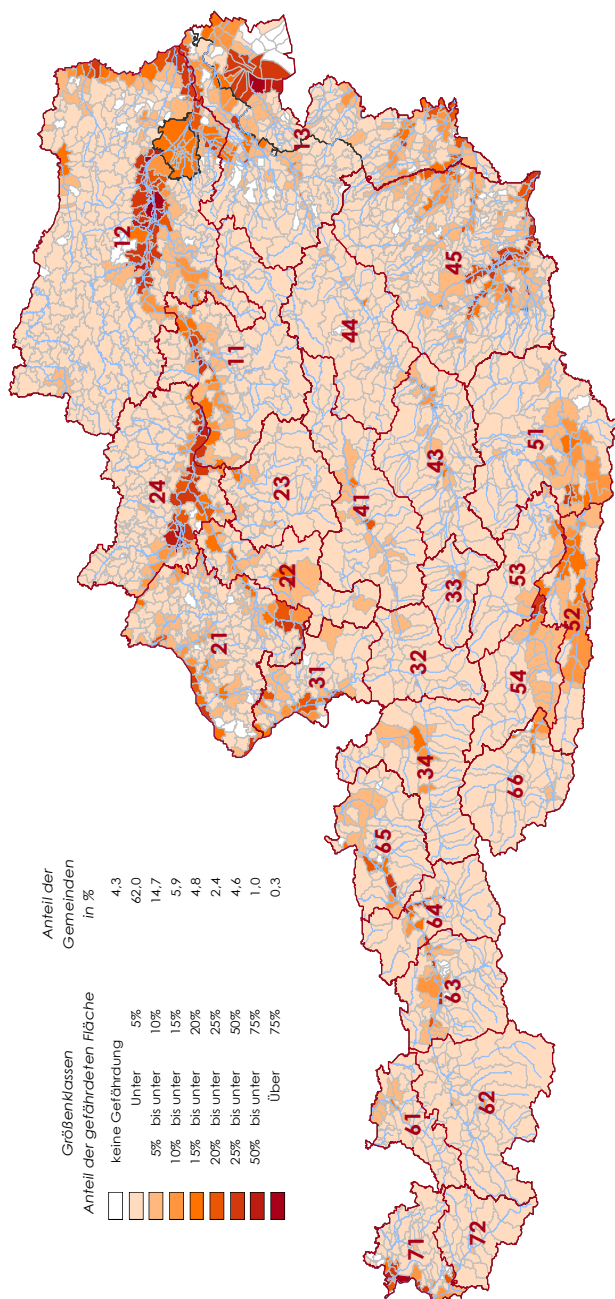 Größenklassen
Anteil der gefährdeten Fläche
Anteil der
Gemeinden
in %
keine Gefährdung 4.3
Unter 5% 62.0
5% bis unter 10% 14.7
10% bis unter 15% 5.9
15% bis unter 20% 4.8
20% bis unter 25% 2.4
25% bis unter 50% 4.6
50% bis unter 75% 1.0
Über 75% 0.3
71
72
61
62
63
64
65
34
66
54
52
53
51
31
32
33
21
22
23
24
41
43
44
45
11
12
13